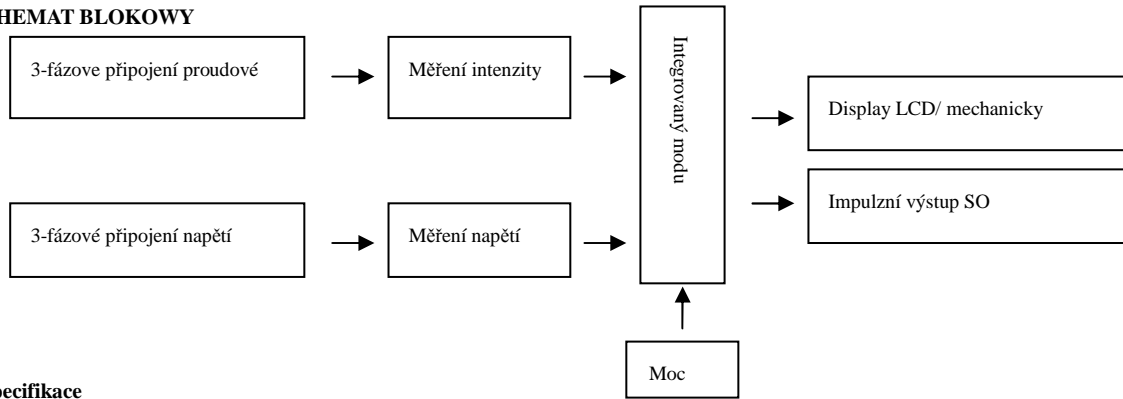 HEMAT BLOKOWY
3-fázove připojení proudové
Měření intenzity
Integrovaný modu
Display LCD/ mechanicky
Impulzní výstup SO
3-fázové připojení napětí
Měření napětí
Moc
pecifikace